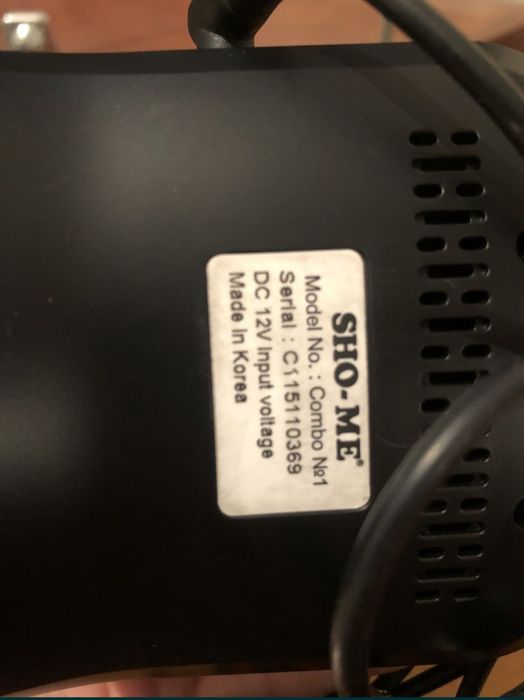 SHO-ME®
Model No. : Combo №1
Serial : C115110369
DC 12V Input voltage
Made in Korea